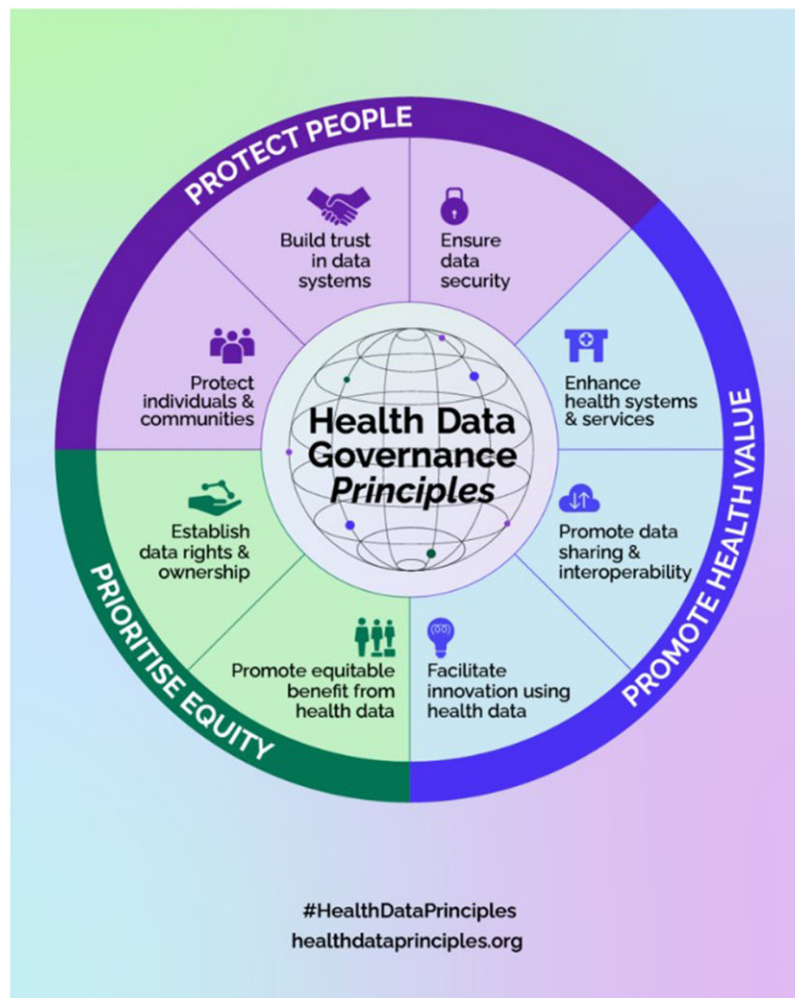 PROTECT PEOPLE
Build trust
in data
systems
Ensure
data
security
Protect
individuals &
communities
Enhance
health systems
& services
Health Data
Governance
Principles
Establish
data rights &
ownership
Promote data
sharing &
interoperability
Promote equitable
benefit from
health data
Facilitate
innovation using
health data
PRIORITISE EQUITY
PROMOTE HEALTH VALUE
#HealthDataPrinciples
healthdataprinciples.org